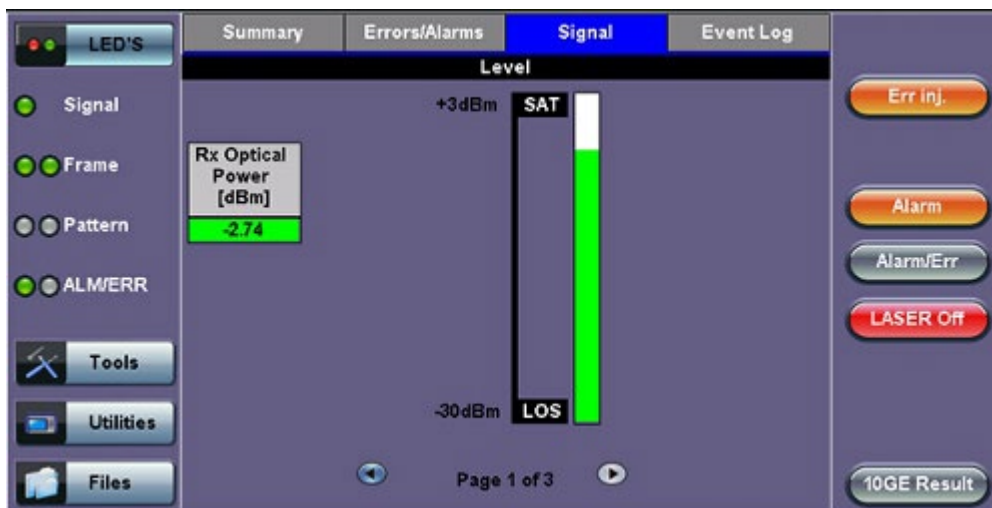 LED'S
Summary
Errors/Alarms
Signal
Event Log
Level
Signal
Frame
Pattern
ALM/ERR
Tools
Utilities
Files
Rx Optical
Power
[dBm]
-2.74
+3dBm
SAT
-30dBm
LOS
Page 1 of 3
Err inj.
Alarm
Alarm/Err
LASER Off
10GE Result